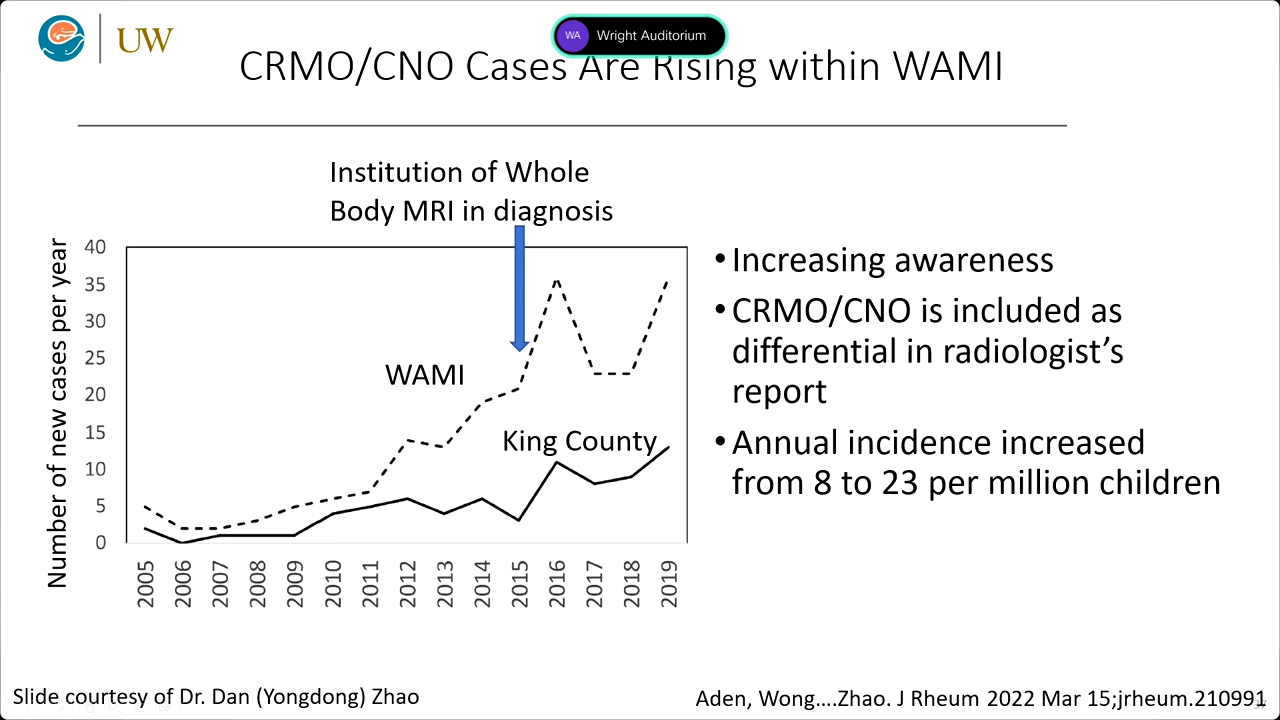 UW
WA Wright Auditorium
CRMO/CNO Cases Are Rising within WAMI
Institution of Whole
Body MRI in diagnosis
Number of new cases per year
40
35
30
25
20
15
10
5
0
WAMI
King County
2005 2006 2007 2008 2009 2010 2011 2012 2013 2014 2015 2016 2017 2018 2019
•Increasing awareness
•CRMO/CNO is included as
differential in radiologist’s
report
•Annual incidence increased
from 8 to 23 per million children
Slide courtesy of Dr. Dan (Yongdong) Zhao
Aden, Wong....Zhao. J Rheum 2022 Mar 15;jrheum.210991